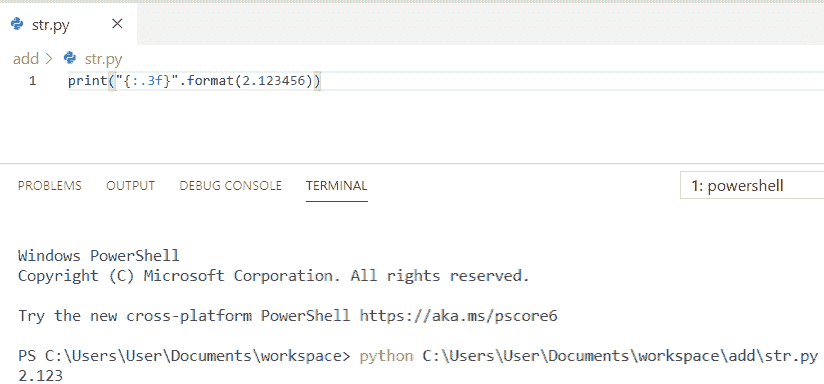 str.py ×
add > str.py
1 print("{:.3f}".format(2.123456))
PROBLEMS OUTPUT DEBUG CONSOLE TERMINAL 1: powershell
Windows PowerShell
Copyright (C) Microsoft Corporation. All rights reserved.
Try the new cross-platform PowerShell https://aka.ms/pscore6
PS C:\Users\User\Documents\workspace> python C:\Users\User\Documents\workspace\add\str.py
2.123